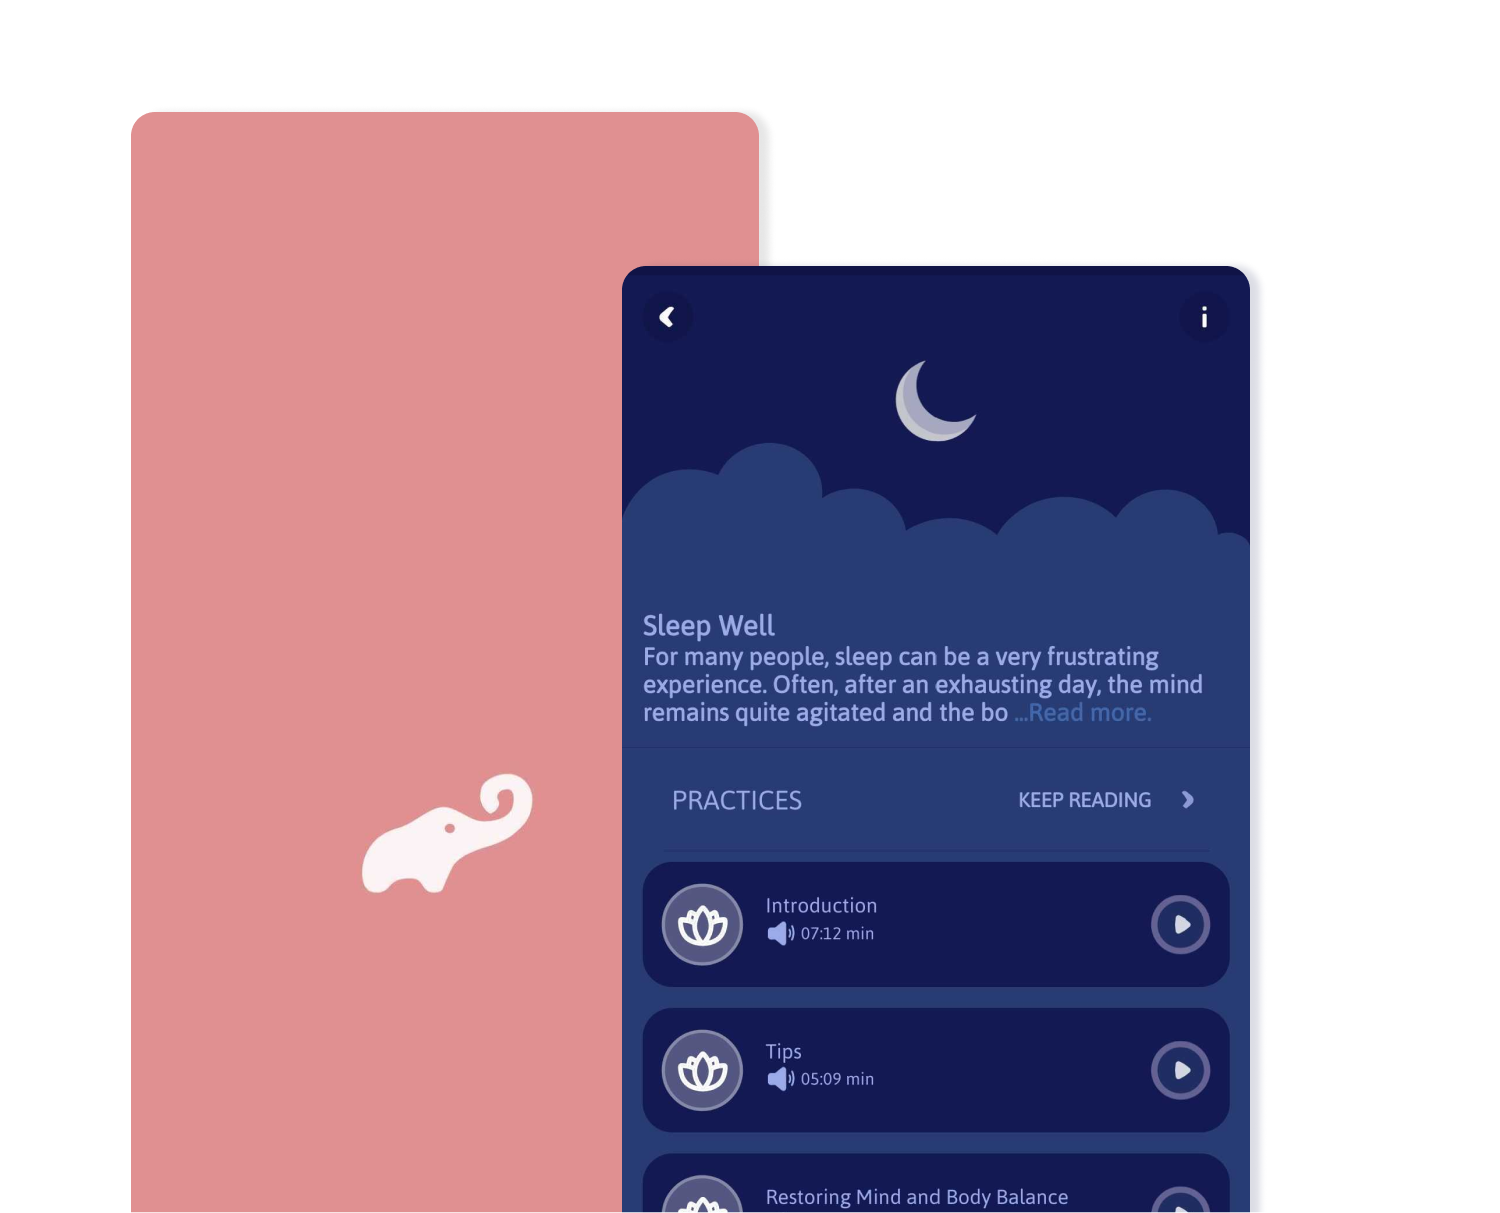 Sleep Well
For many people, sleep can be a very frustrating
experience. Often, after an exhausting day, the mind
remains quite agitated and the bo ...Read more.
PRACTICES
KEEP READING
Introduction
07:12 min
Tips
05:09 min
Restoring Mind and Body Balance